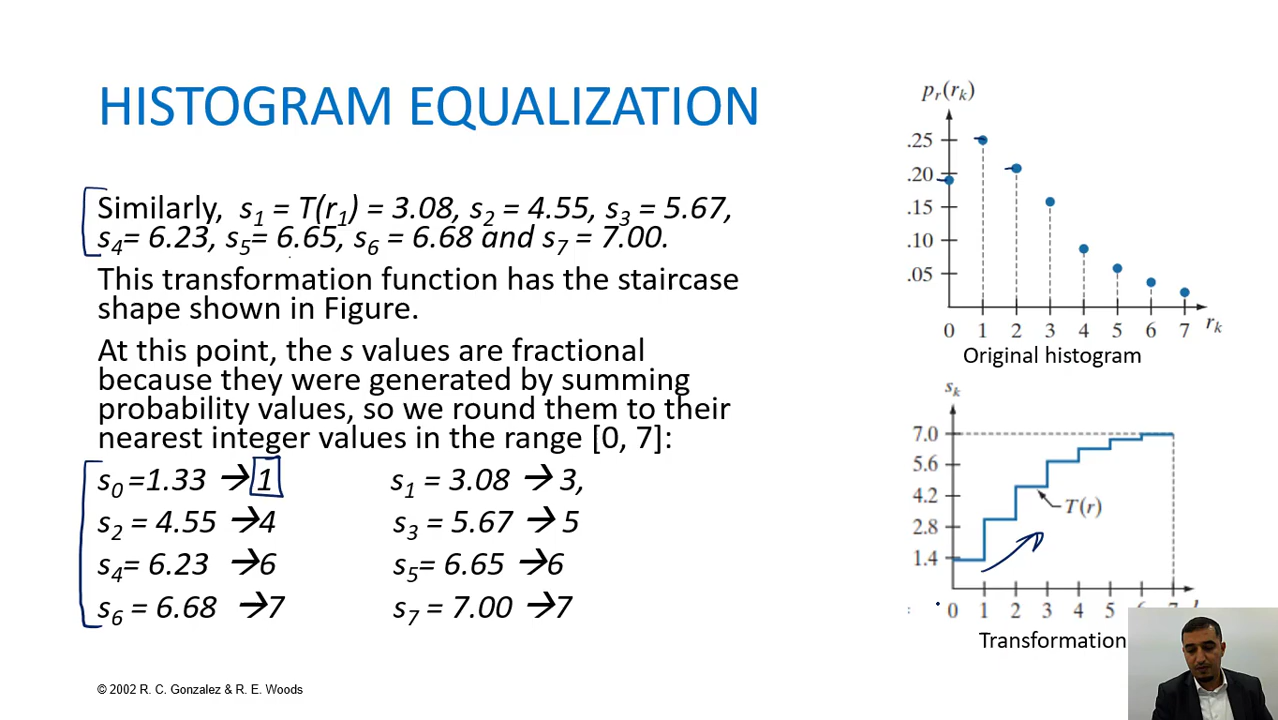 HISTOGRAM EQUALIZATION
Similarly, s1 = T(r1) = 3.08, s2 = 4.55, s3 = 5.67,
s4= 6.23, s5= 6.65, s6 = 6.68 and s7 = 7.00.
This transformation function has the staircase
shape shown in Figure.
At this point, the s values are fractional
because they were generated by summing
probability values, so we round them to their
nearest integer values in the range [0, 7]:
s0 =1.33 → 1 s1 = 3.08 → 3,
s2 = 4.55 →4 s3 = 5.67 → 5
s4= 6.23 →6 s5= 6.65 →6
s6 = 6.68 →7 s7 = 7.00 →7
© 2002 R. C. Gonzalez & R. E. Woods
pr(rk)
.25
.20
.15
.10
.05
0 1 2 3 4 5 6 7 rk
Original histogram
sk
7.0
5.6
4.2
2.8
1.4
T(r)
0 1 2 3 4 5
Transformation